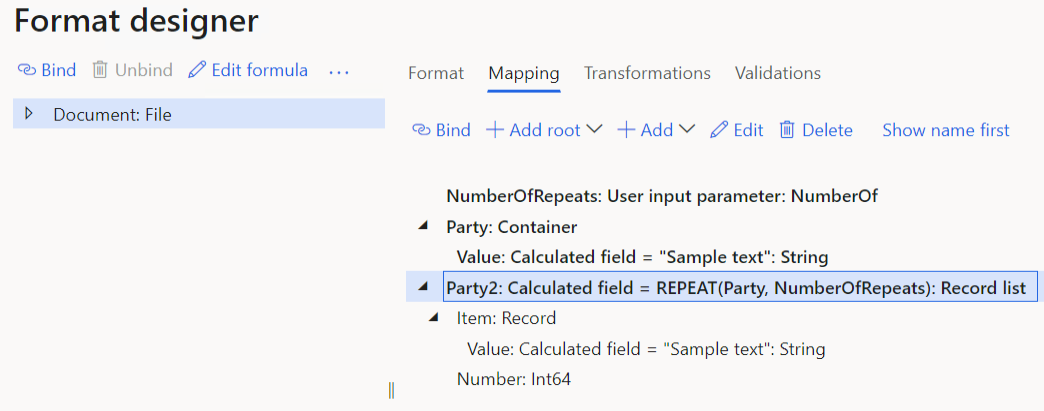 Format designer
Bind Unbind Edit formula ...
Document: File
Format Mapping Transformations Validations
Bind Add root Add Edit Delete Show name first
NumberOfRepeats: User input parameter: NumberOf
Party: Container
Value: Calculated field = "Sample text": String
Party2: Calculated field = REPEAT(Party, NumberOfRepeats): Record list
Item: Record
Value: Calculated field = "Sample text": String
Number: Int64